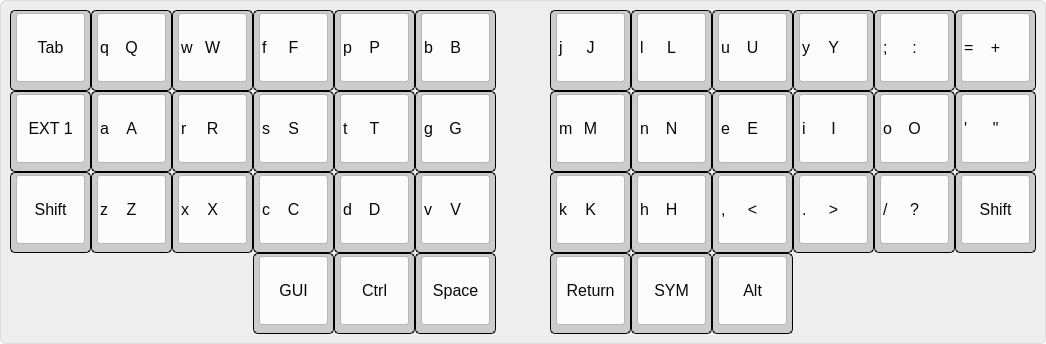 Tab q Q w W f F p P b B j J l L u U y Y ; : = +
EXT 1 a A r R s S t T g G m M n N e E i I o O ' "
Shift z Z x X c C d D v V k K h H , < . > / ? Shift
GUI Ctrl Space Return SYM Alt